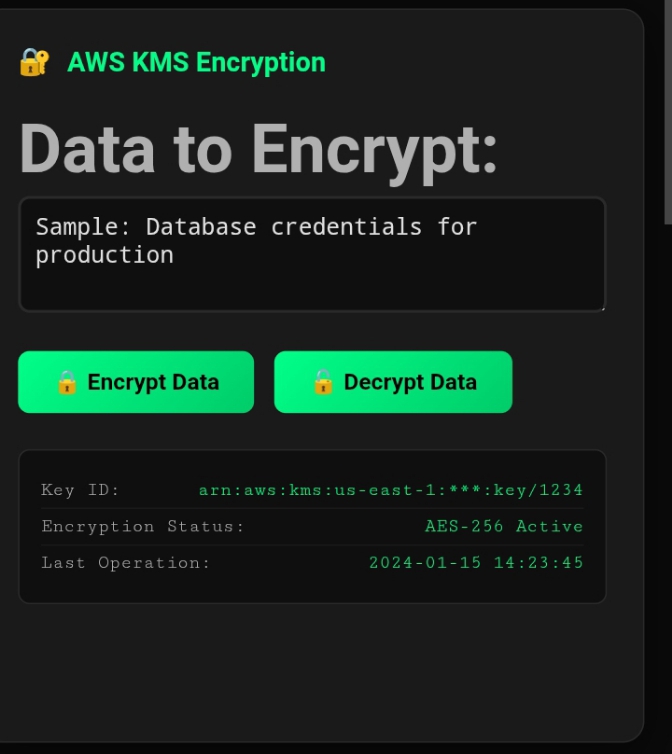 AWS KMS Encryption
Data to Encrypt:
Sample: Database credentials for
production
Encrypt Data
Decrypt Data
Key ID: arn:aws:kms:us-east-1:***:key/1234
Encryption Status: AES-256 Active
Last Operation: 2024-01-15 14:23:45